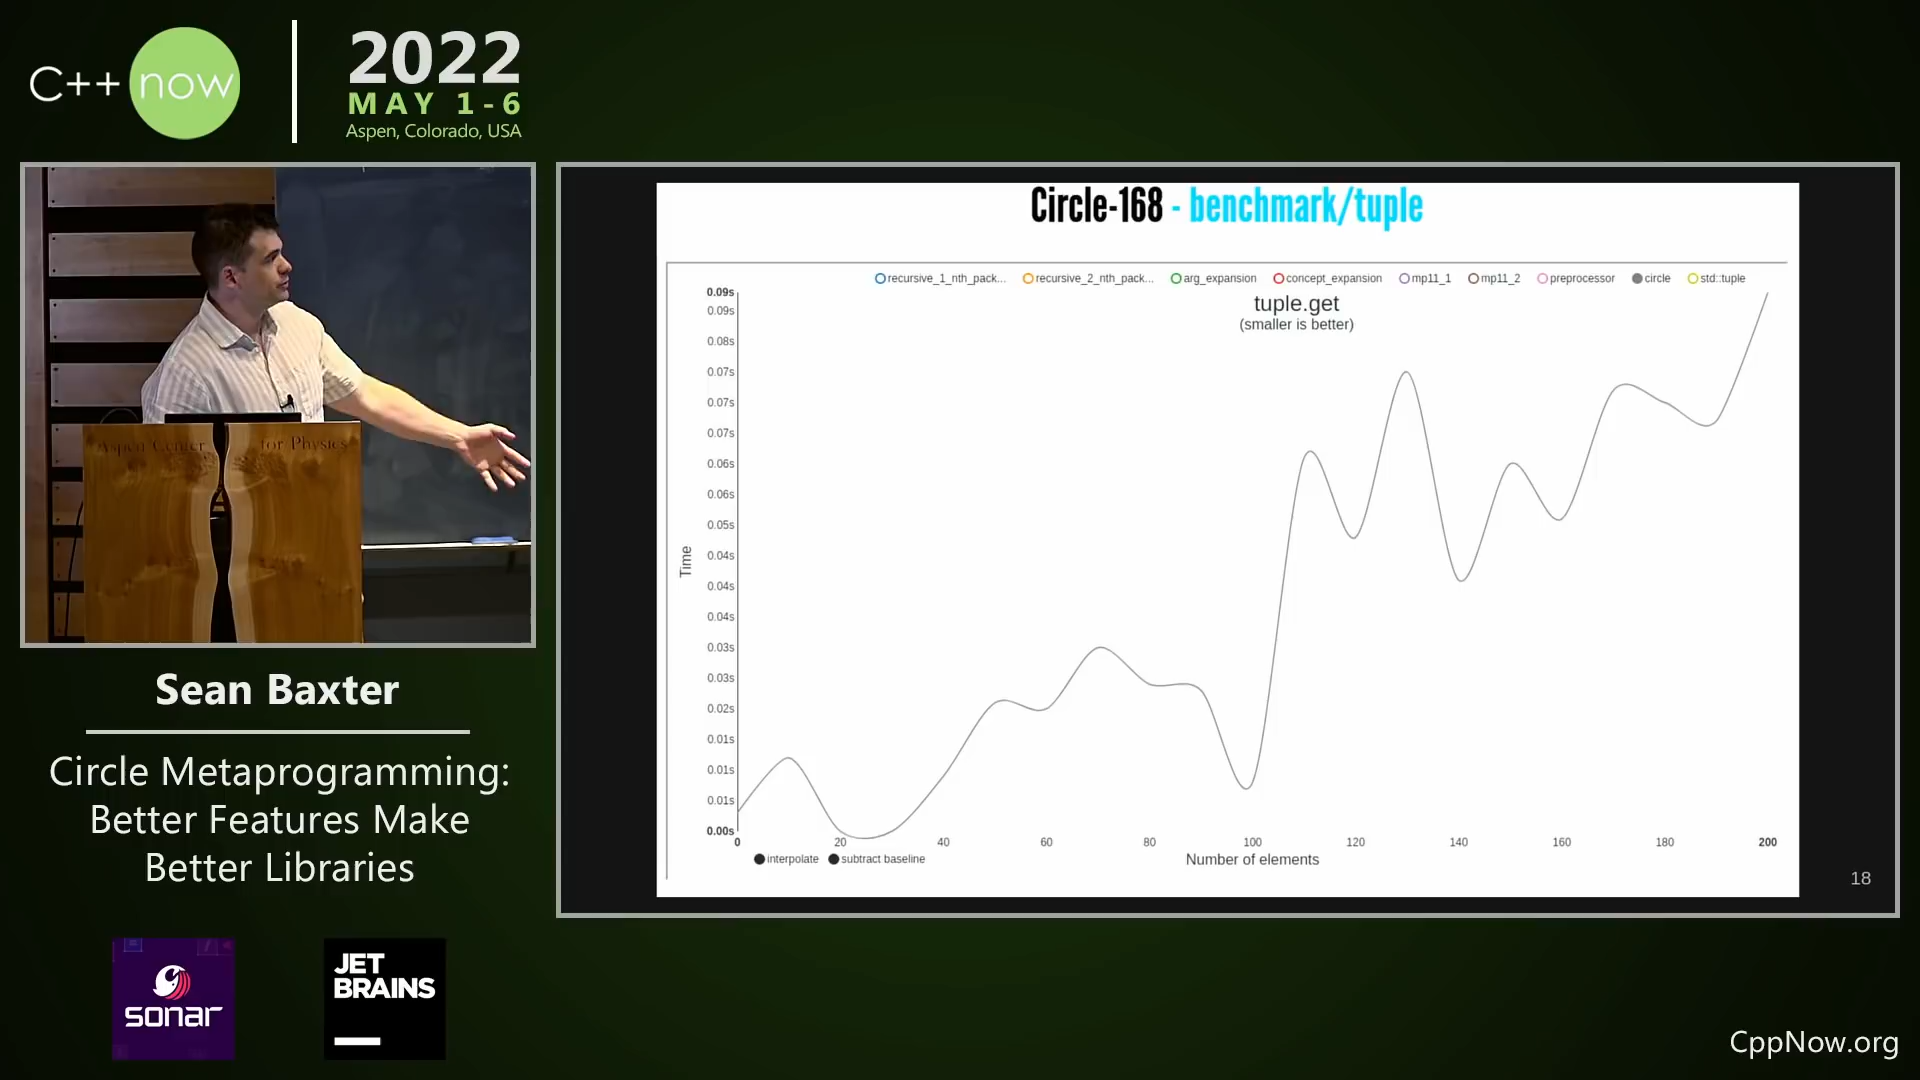 C++ now
2022
MAY 1-6
Aspen, Colorado, USA
Aspen Center for Physics
Sean Baxter
Circle Metaprogramming:
Better Features Make
Better Libraries
sonar
JET
BRAINS
Circle-168 - benchmark/tuple
recursive_1_nth_pack... recursive_2_nth_pack... arg_expansion concept_expansion mp11_1 mp11_2 preprocessor circle std::tuple
tuple.get
(smaller is better)
0.09s
0.09s
0.08s
0.07s
0.07s
0.07s
0.06s
0.06s
0.05s
0.04s
0.04s
0.04s
0.03s
0.03s
0.02s
0.01s
0.01s
0.01s
0.00s
Time
0 20 40 60 80 100 120 140 160 180 200
interpolate subtract baseline Number of elements
18
CppNow.org